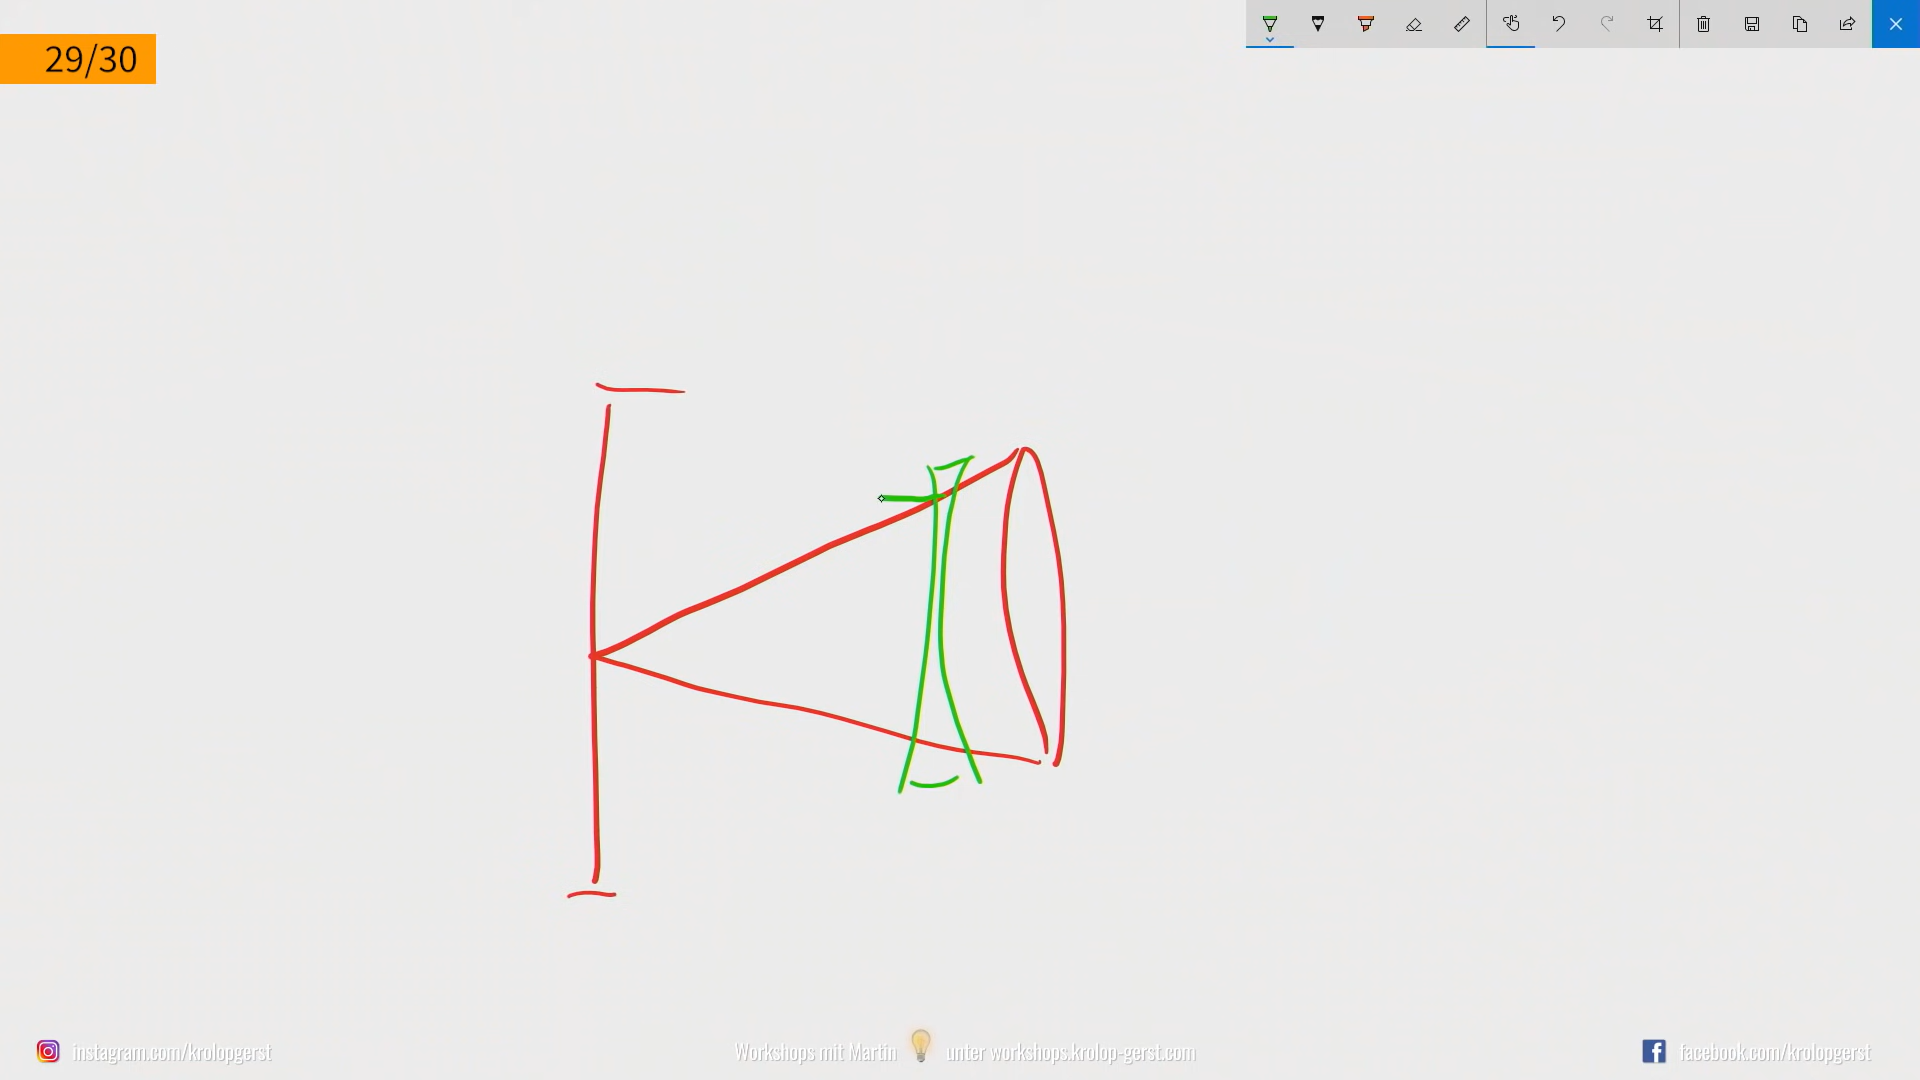 29/30
instagram.com/krolopgerst
Workshops mit Martin unter workshops.krolop-gerst.com
facebook.com/krolopgerst